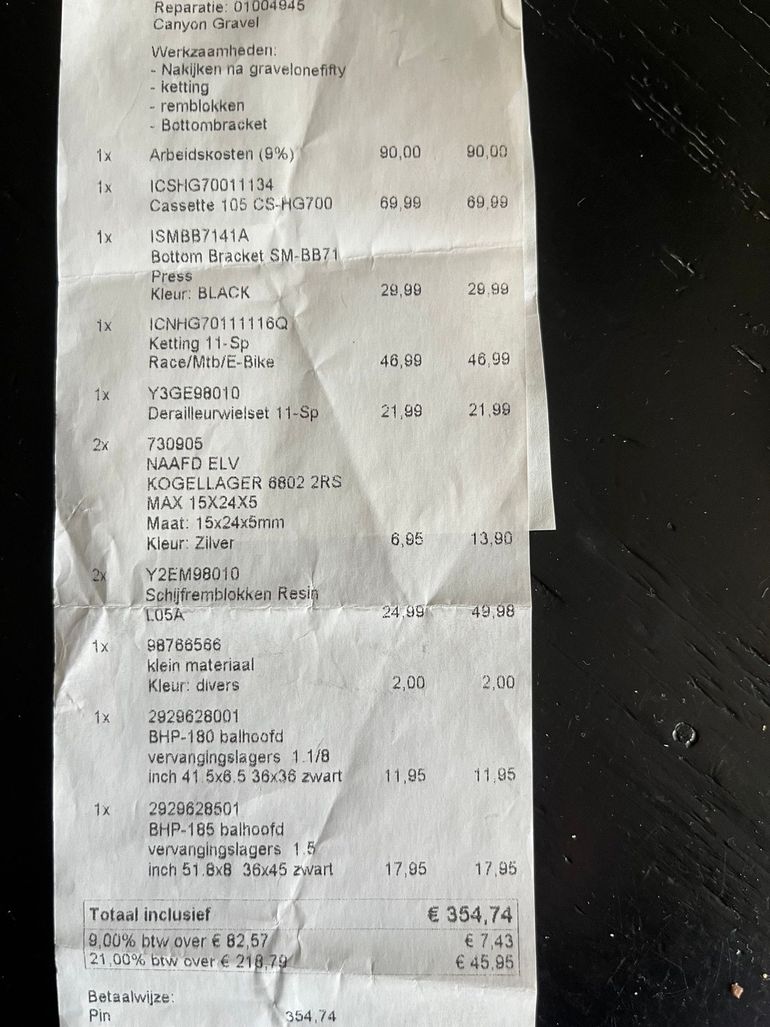 Reparatie: 01004945
Canyon Gravel
Werkzaamheden:
- Nakijken na gravelonefifty
- ketting
- remblokken
- Bottombracket
1x Arbeidskosten (9%) 90,00 90,00
1x ICSHG70011134
Cassette 105 CS-HG700 69,99 69,99
1x ISMBB7141A
Bottom Bracket SM-BB71
Press
Kleur: BLACK 29,99 29,99
1x ICNHG70111116Q
Ketting 11-Sp
Race/Mtb/E-Bike 46,99 46,99
1x Y3GE98010
Derailleurwielset 11-Sp 21,99 21,99
2x 730905
NAAFD ELV
KOGELLAGER 6802 2RS
MAX 15X24X5
Maat: 15x24x5mm
Kleur: Zilver 6,95 13,90
2x Y2EM98010
Schijfremblokken Resin
L05A 24,99 49,98
1x 98766566
klein materiaal
Kleur: divers 2,00 2,00
1x 2929628001
BHP-180 balhoofd
vervangingslagers 1.1/8
inch 41.5x6.5 36x36 zwart 11,95 11,95
1x 2929628501
BHP-185 balhoofd
vervangingslagers 1.5
inch 51.8x8 36x45 zwart 17,95 17,95
Totaal inclusief € 354,74
9,00% btw over € 82,57 € 7,43
21,00% btw over € 218,79 € 45,95
Betaalwijze:
Pin 354,74